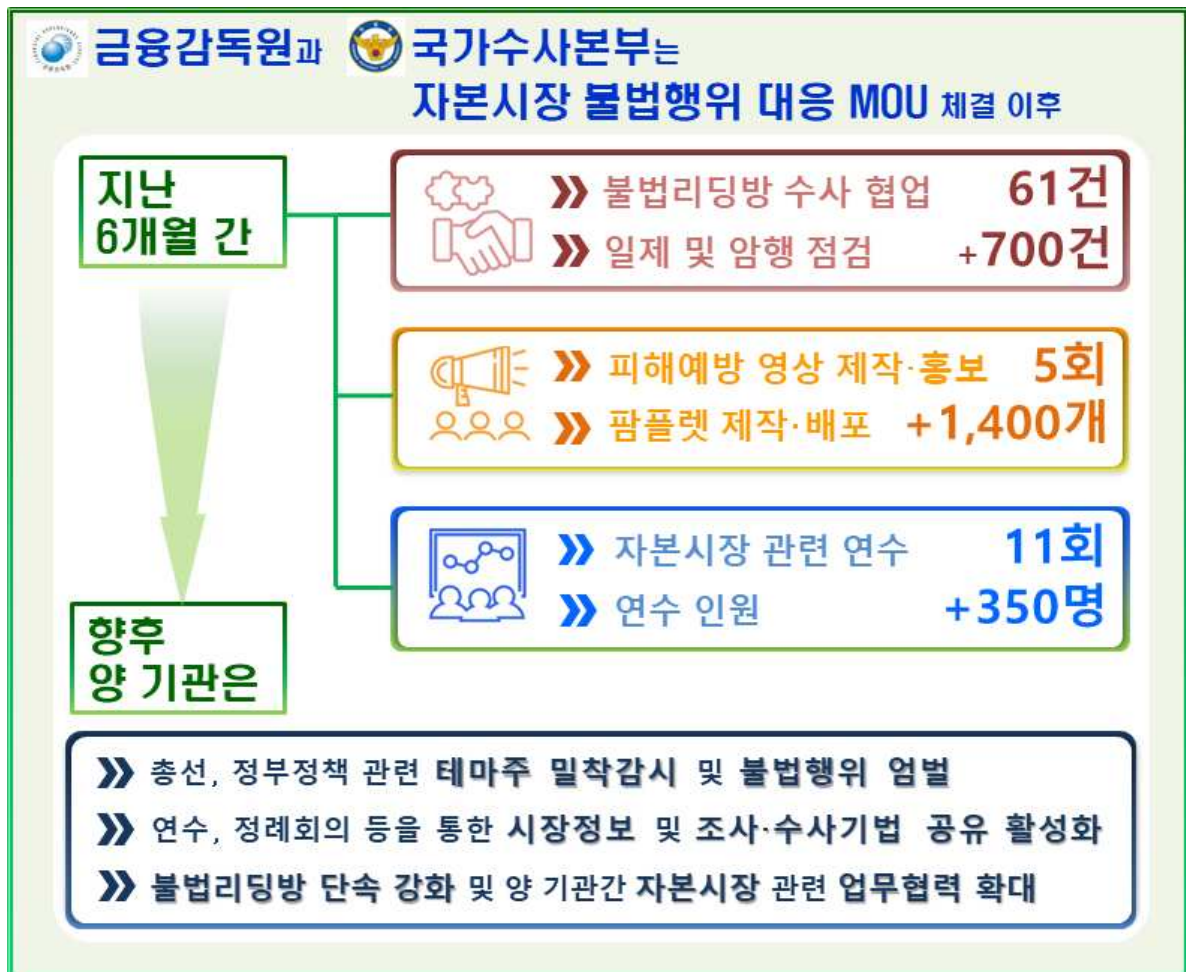 금융감독원과 국가수사본부는
자본시장 불법행위 대응 MOU 체결 이후
지난
6개월 간
불법리딩방 수사 협업 61건
일제 및 암행 점검 +700건
피해예방 영상 제작·홍보 5회
팜플렛 제작·배포 +1,400개
자본시장 관련 연수 11회
연수 인원 +350명
향후
양 기관은
총선, 정부정책 관련 테마주 밀착감시 및 불법행위 엄벌
연수, 정례회의 등을 통한 시장정보 및 조사·수사기법 공유 활성화
불법리딩방 단속 강화 및 양 기관간 자본시장 관련 업무협력 확대